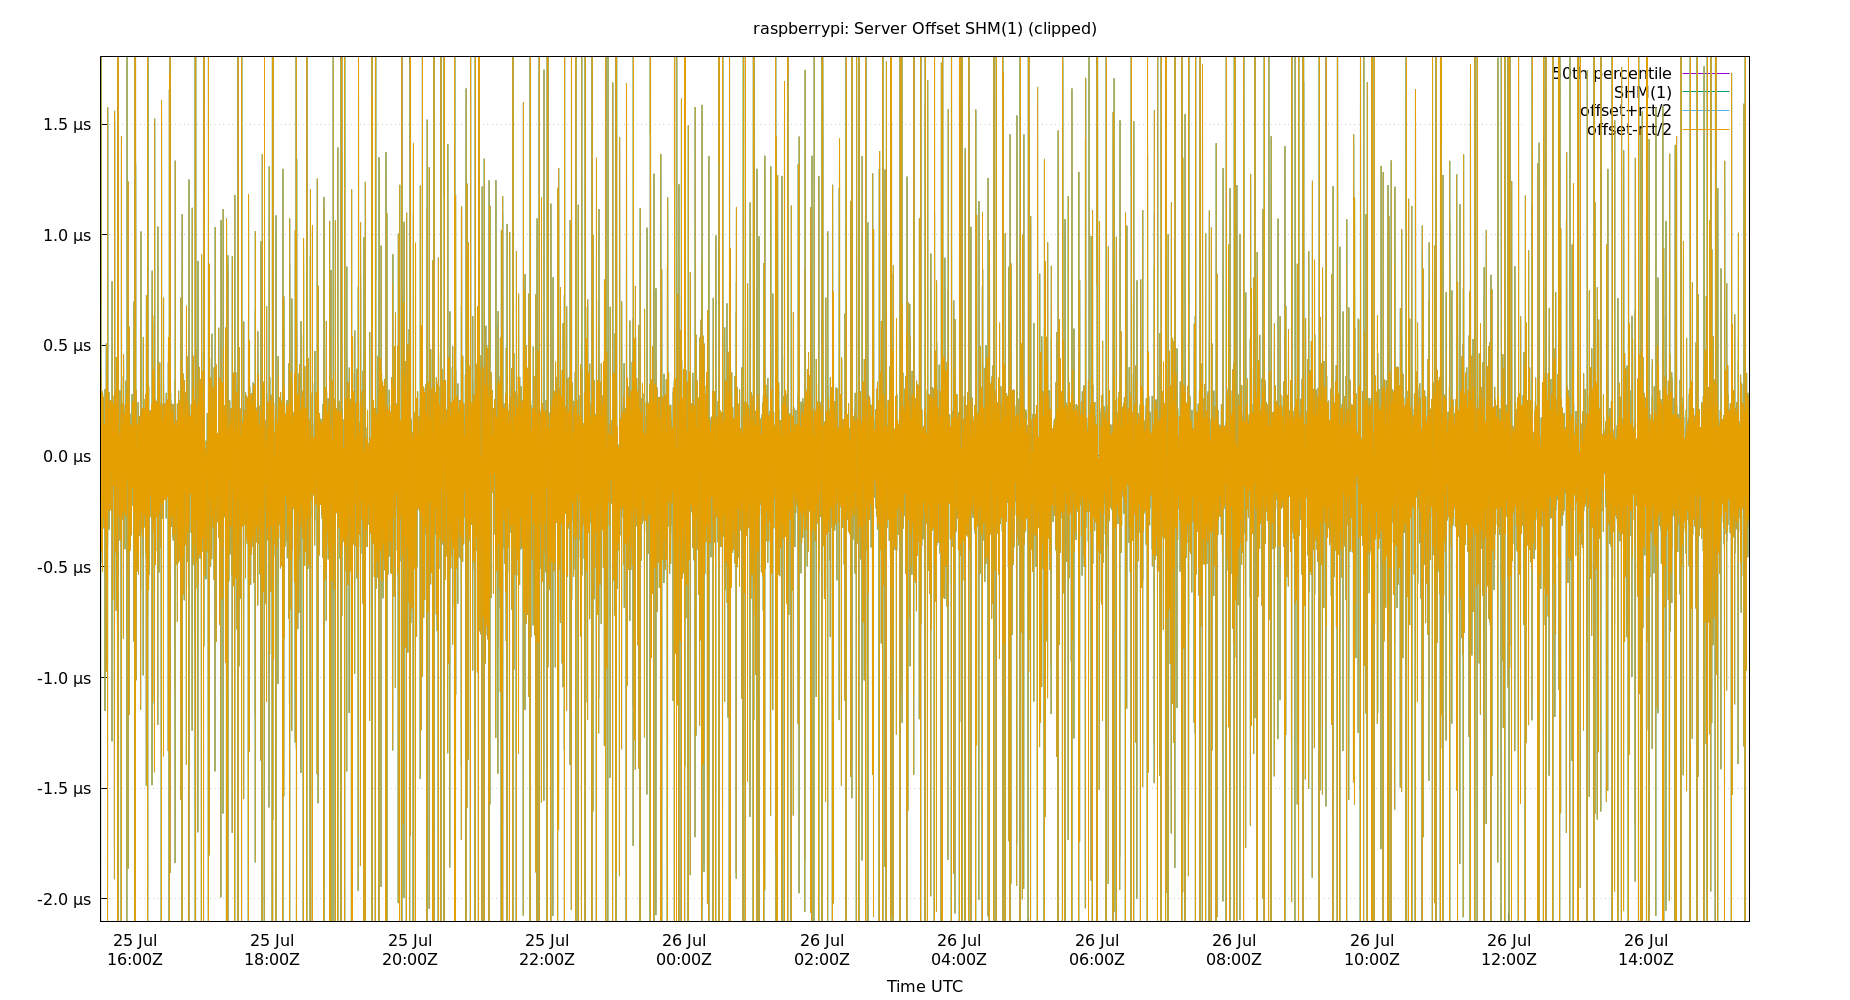 raspberrypi: Server Offset SHM(1) (clipped)
50th percentile
SHM(1)
offset+rtt/2
offset-rtt/2
1.5 µs
1.0 µs
0.5 µs
0.0 µs
-0.5 µs
-1.0 µs
-1.5 µs
-2.0 µs
25 Jul 25 Jul 25 Jul 25 Jul 26 Jul 26 Jul 26 Jul 26 Jul 26 Jul 26 Jul 26 Jul 26 Jul
16:00Z 18:00Z 20:00Z 22:00Z 00:00Z 02:00Z 04:00Z 06:00Z 08:00Z 10:00Z 12:00Z 14:00Z
Time UTC